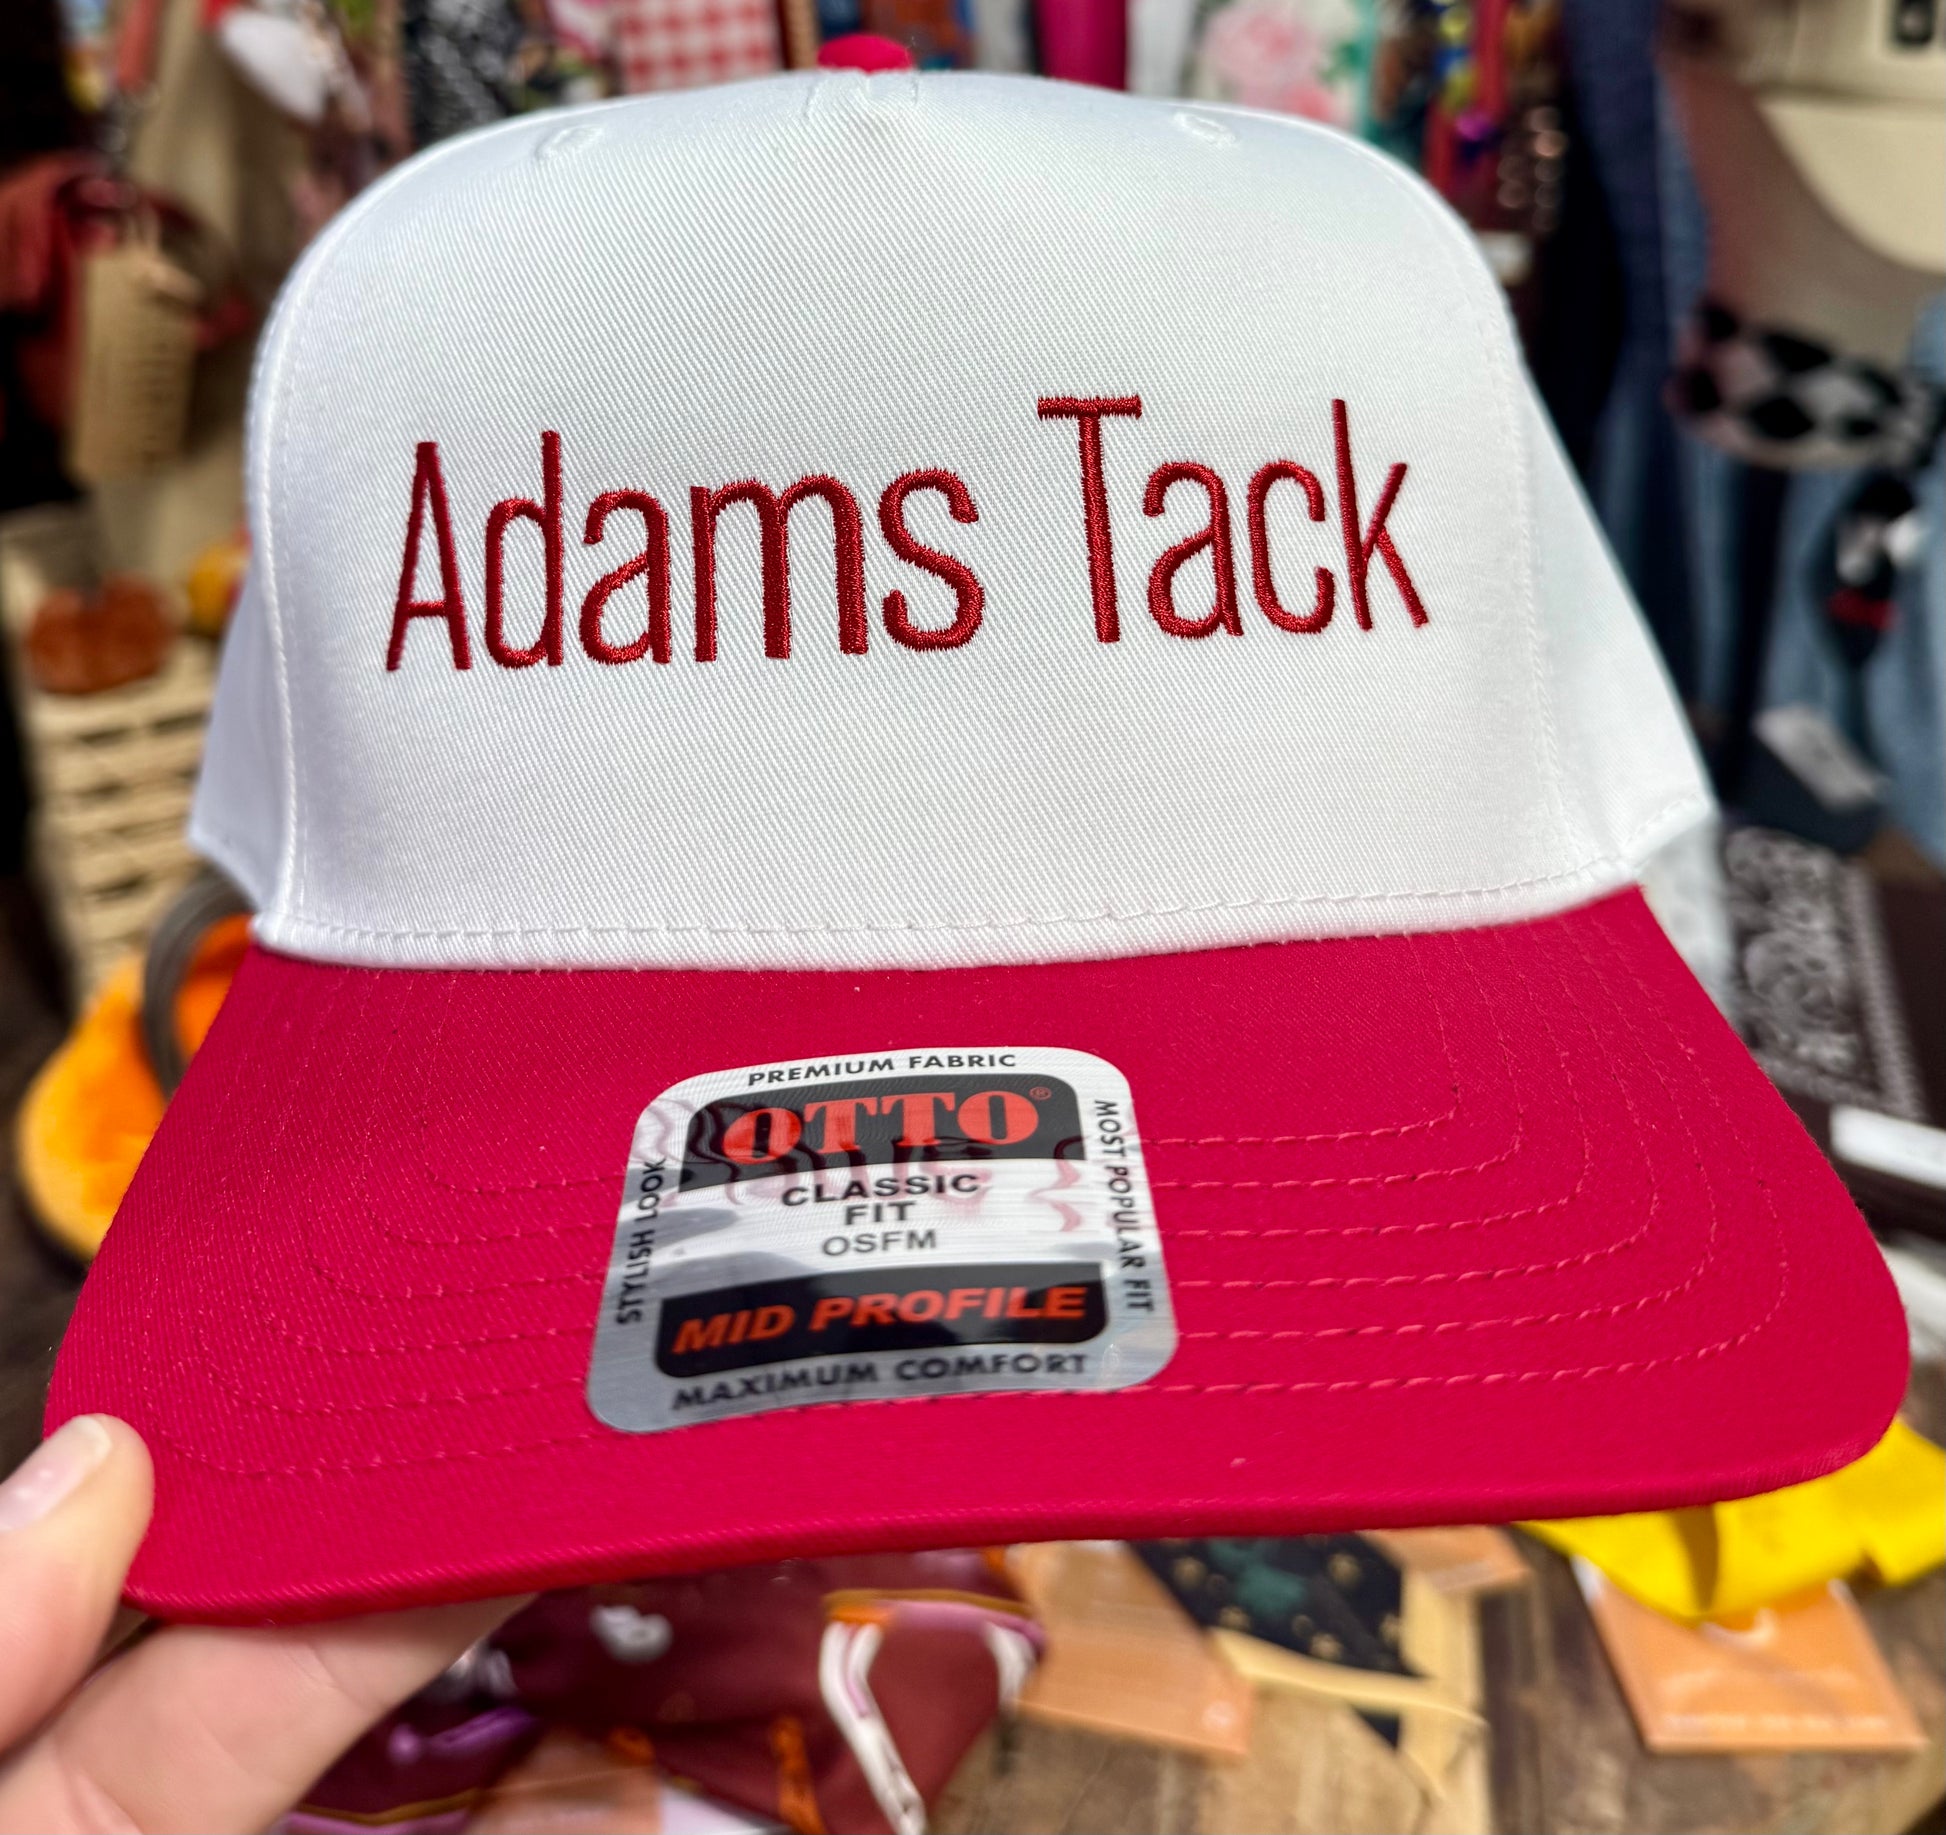 Adams Tack
PREMIUM FABRIC
OTTO®
CLASSIC
FIT
OSFM
MID PROFILE
MAXIMUM COMFORT
STYLISH LOOK
MOST POPULAR FIT